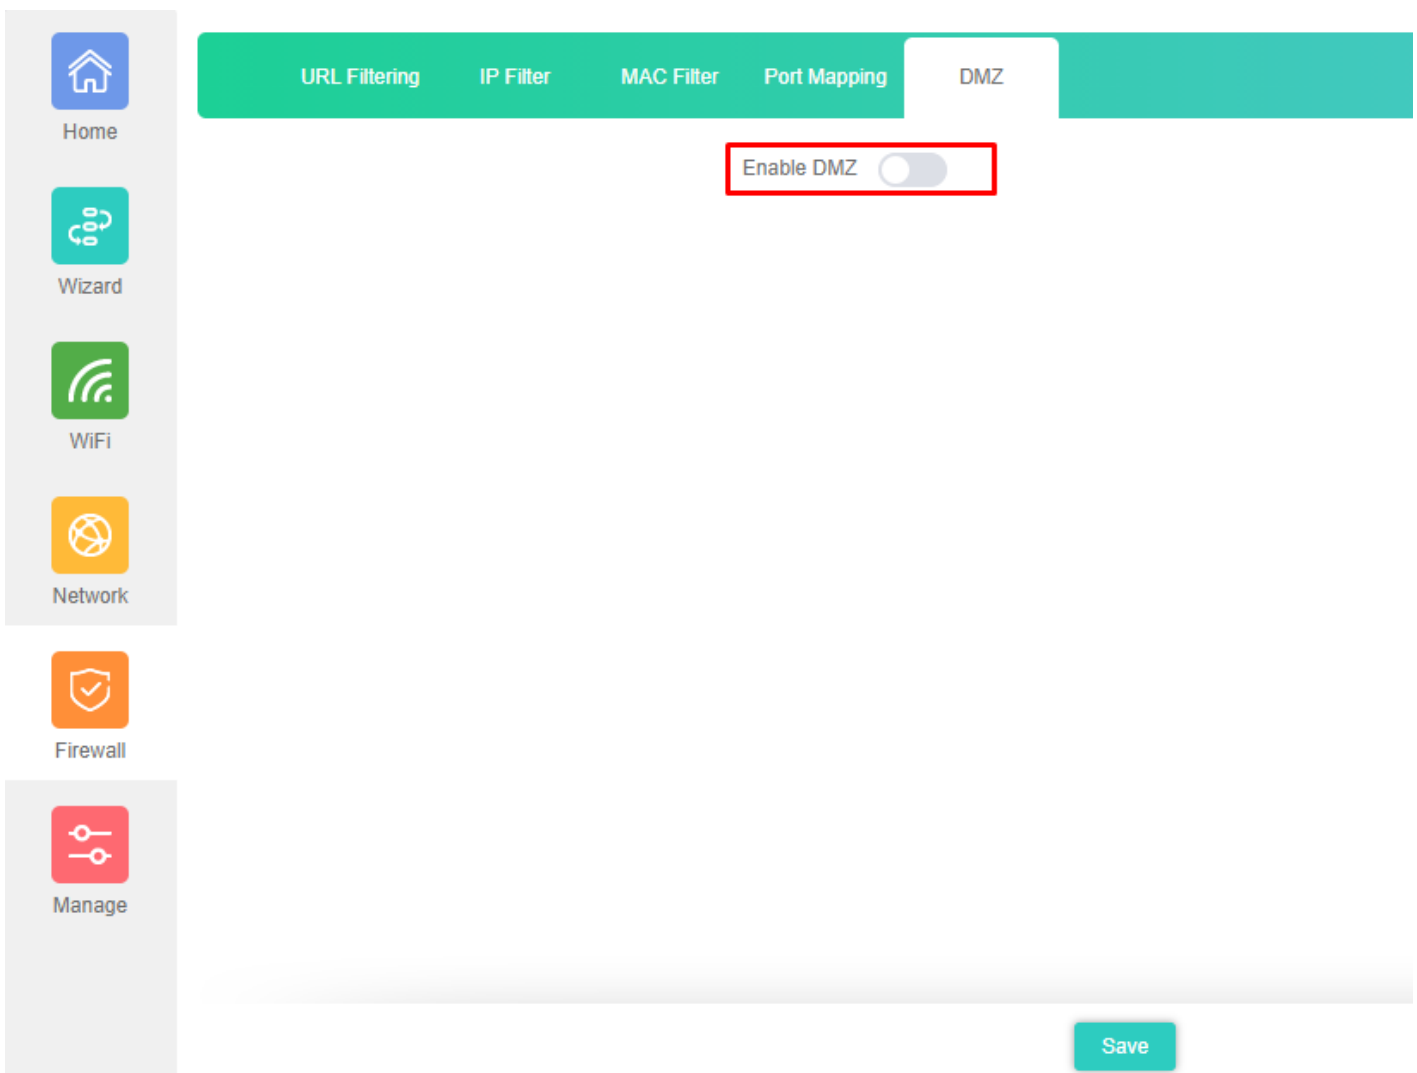 Home
Wizard
WiFi
Network
Firewall
Manage
URL Filtering IP Filter MAC Filter Port Mapping DMZ
Enable DMZ
Save